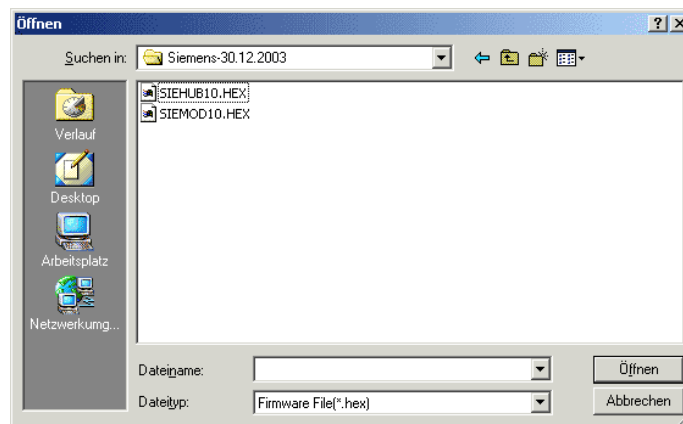 Öffnen
Suchen in: Siemens-30.12.2003
SIEHUB10.HEX
SIEMOD10.HEX
Verlauf
Desktop
Arbeitsplatz
Netzwerkumg...
Dateiname:
Öffnen
Dateityp: Firmware File(*.hex)
Abbrechen